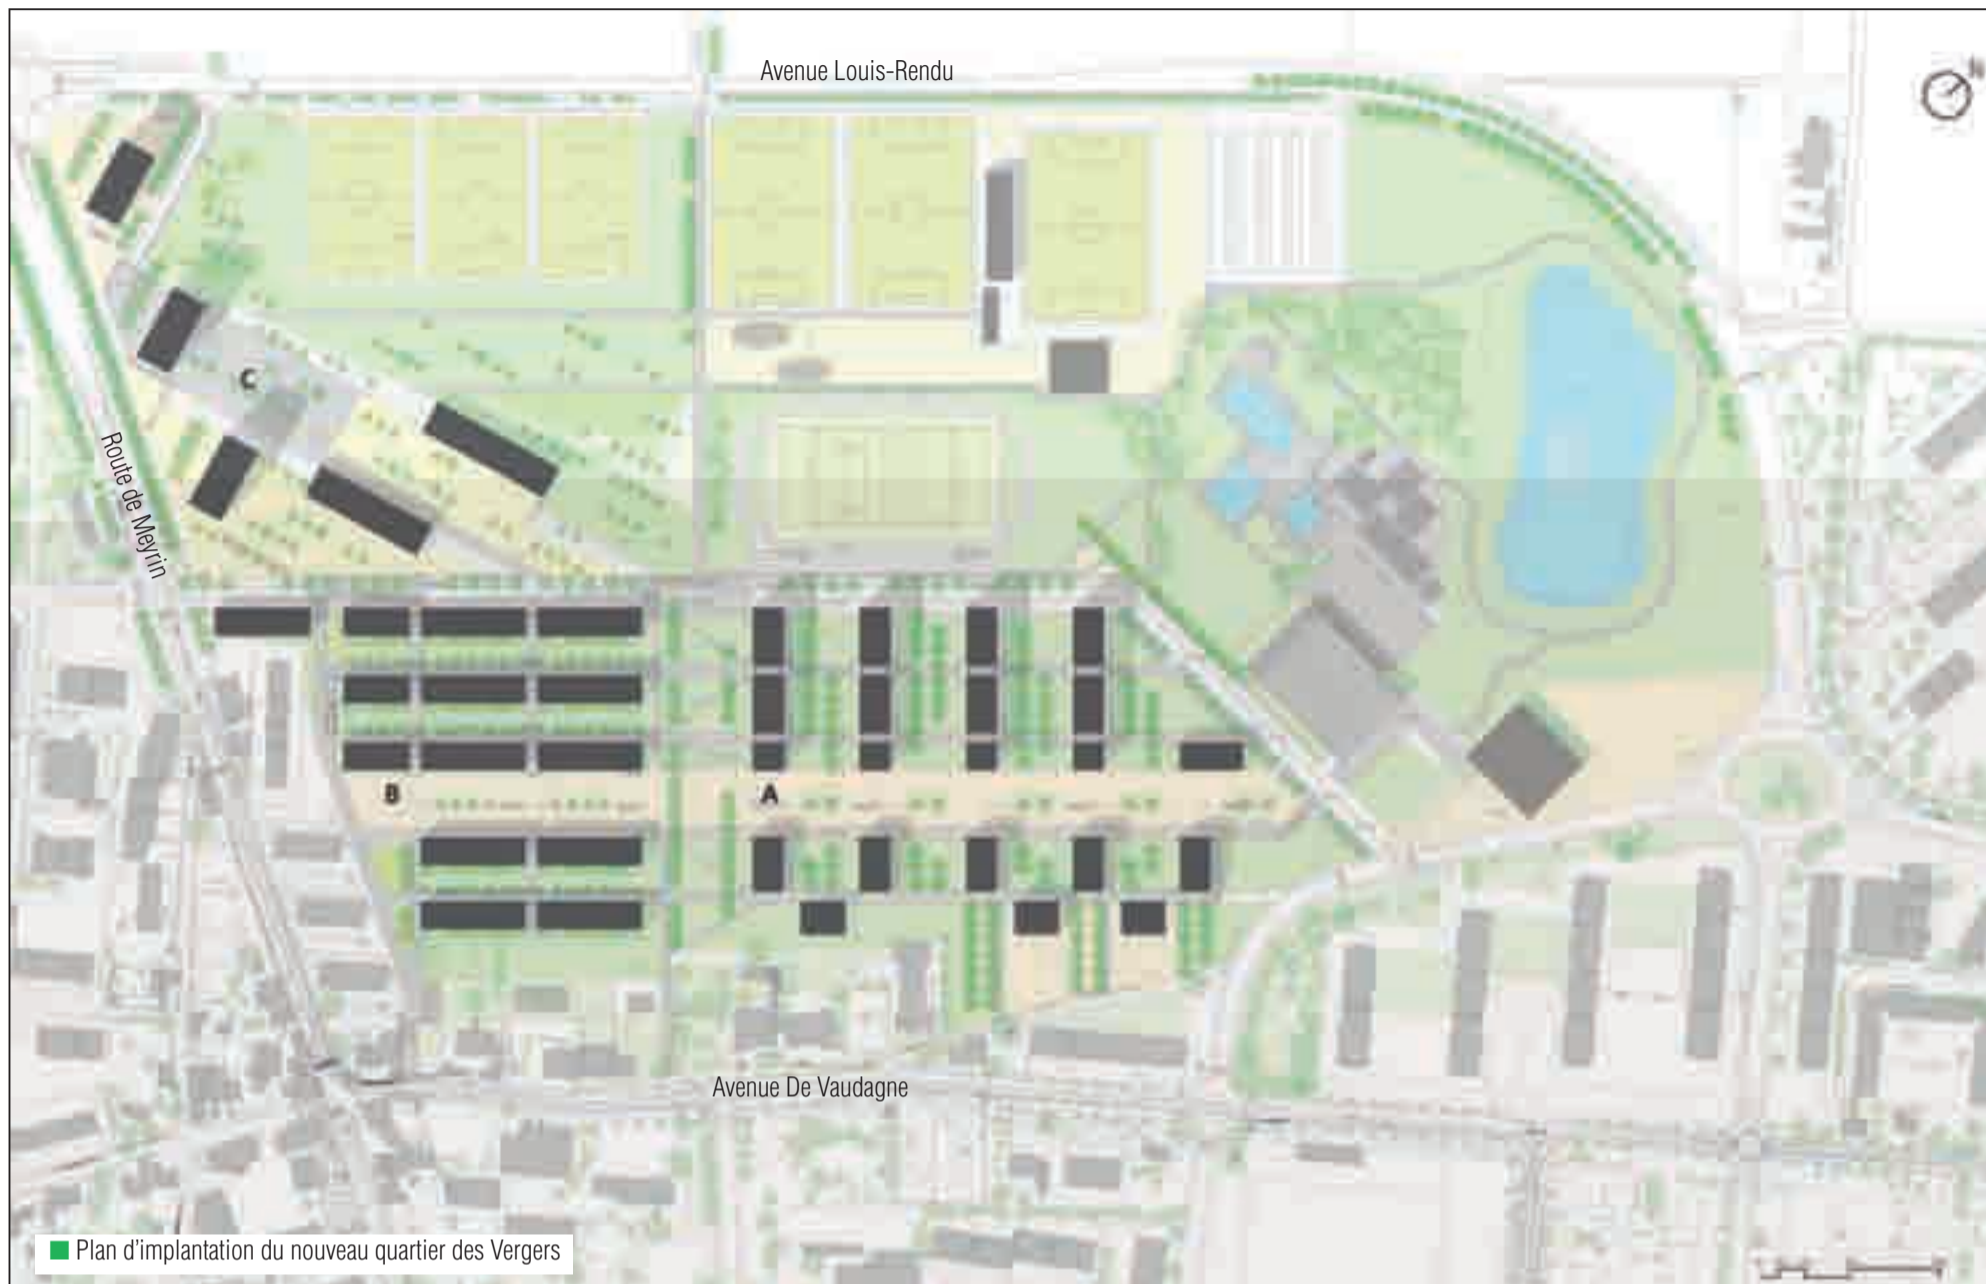 Avenue Louis-Rendu
N
C
Route de Meyrin
B
A
Avenue De Vaudagne
Plan d’implantation du nouveau quartier des Vergers